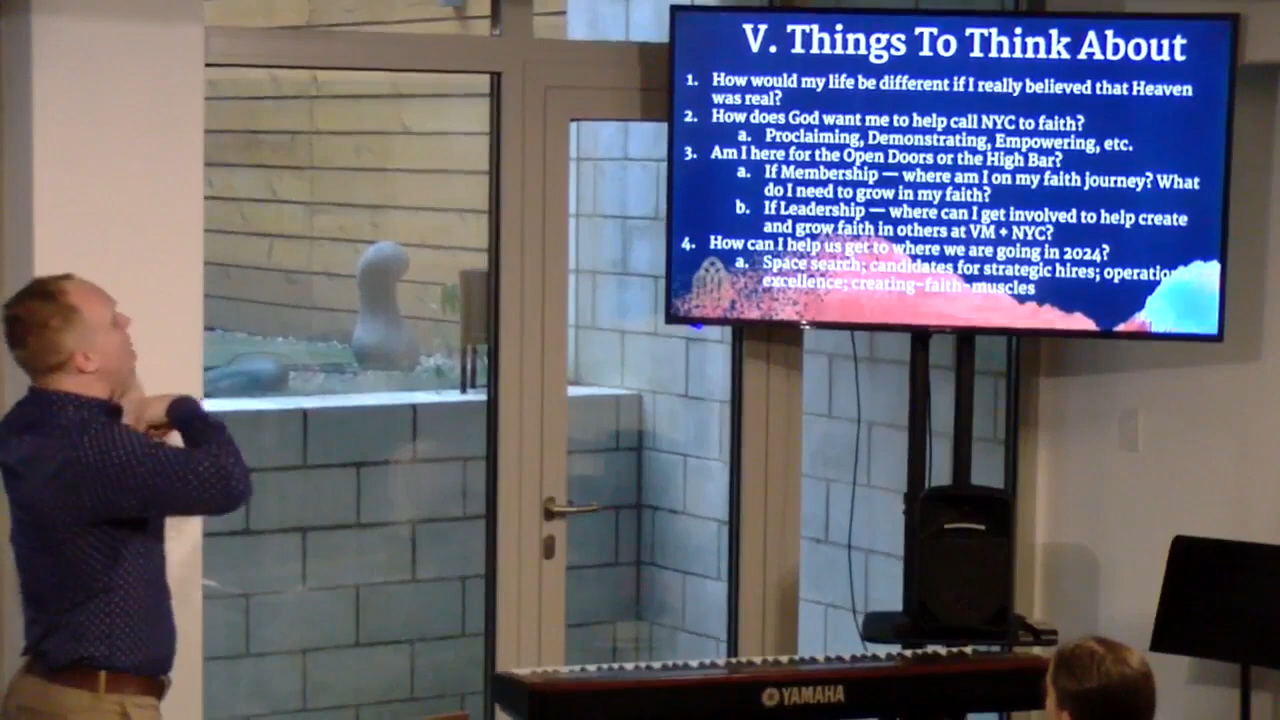 V. Things To Think About
1. How would my life be different if I really believed that Heaven
was real?
2. How does God want me to help call NYC to faith?
a. Proclaiming, Demonstrating, Empowering, etc.
3. Am I here for the Open Doors or the High Bar?
a. If Membership — where am I on my faith journey? What
do I need to grow in my faith?
b. If Leadership — where can I get involved to help create
and grow faith in others at VM + NYC?
4. How can I help us get to where we are going in 2024?
a. Space search; candidates for strategic hires;
excellence; creating-faith-muscles
YAMAHA